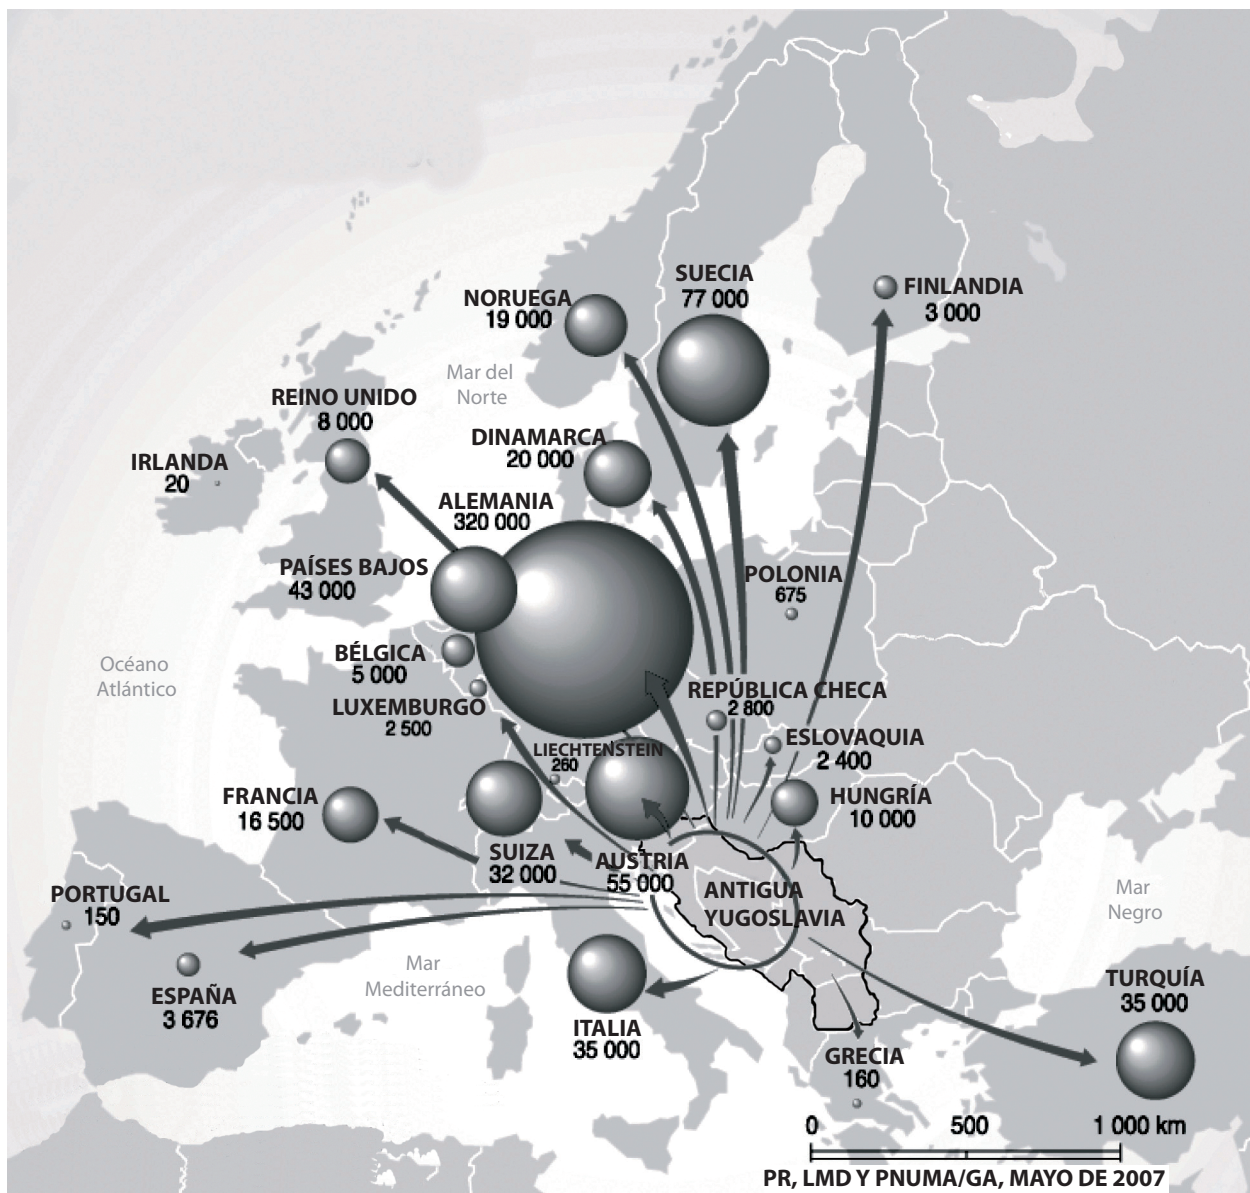 SUECIA
77 000
FINLANDIA
3 000
NORUEGA
19 000
Mar del
Norte
REINO UNIDO
8 000
DINAMARCA
20 000
IRLANDA
20
ALEMANIA
320 000
PAÍSES BAJOS
43 000
POLONIA
675
BÉLGICA
5 000
Océano
Atlántico
LUXEMBURGO
2 500
REPÚBLICA CHECA
2 800
LIECHTENSTEIN
260
ESLOVAQUIA
2 400
FRANCIA
16 500
HUNGRÍA
10 000
SUIZA
32 000
AUSTRIA
55 000
PORTUGAL
150
ANTIGUA
YUGOSLAVIA
Mar
Negro
Mar
Mediterráneo
ESPAÑA
3 676
TURQUÍA
35 000
ITALIA
35 000
GRECIA
160
0 500 1 000 km
PR, LMD Y PNUMA/GA, MAYO DE 2007